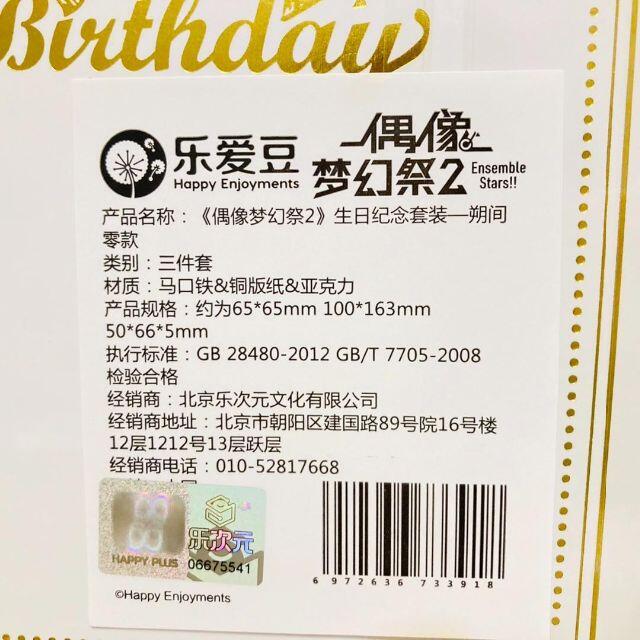 Birthday
乐爱豆
Happy Enjoyments
偶像
梦幻祭2
Ensemble
Stars!!
产品名称：《偶像梦幻祭2》生日纪念套装—朔间
零款
类别：三件套
材质：马口铁&铜版纸&亚克力
产品规格：约为65*65mm 100*163mm
50*66*5mm
执行标准：GB 28480-2012 GB/T 7705-2008
检验合格
经销商：北京乐次元文化有限公司
经销商地址：北京市朝阳区建国路89号院16号楼
12层1212号13层跃层
经销商电话：010-52817668
HAPPY PLUS
乐次元
06675541
6 972636 733918
©Happy Enjoyments